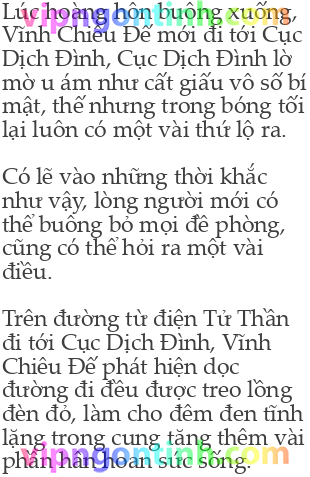 Lúc hoàng hôn buông xuống,
Vĩnh Chiêu Đế mới đi tới Cục
Dịch Đình, Cục Dịch Đình lờ
mờ u ám như cất giấu vô số bí
mật, thế nhưng trong bóng tối
lại luôn có một vài thứ lộ ra.
Có lẽ vào những thời khắc
như vậy, lòng người mới có
thể buông bỏ mọi đề phòng,
cũng có thể hỏi ra một vài
điều.
Trên đường từ điện Tử Thần
đi tới Cục Dịch Đình, Vĩnh
Chiêu Đế phát hiện dọc
đường đi đều được treo lồng
đèn đỏ, làm cho đêm đen tĩnh
lặng trong cung tăng thêm vài
phần hân hoan sức sống.
vipngontinh.com
vipngontinh.com